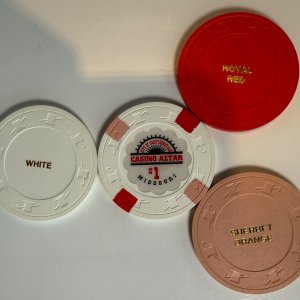 ROYAL
RED
WHITE
CASINO AZTAR
$1
MISSOURI
SHERBET
ORANGE